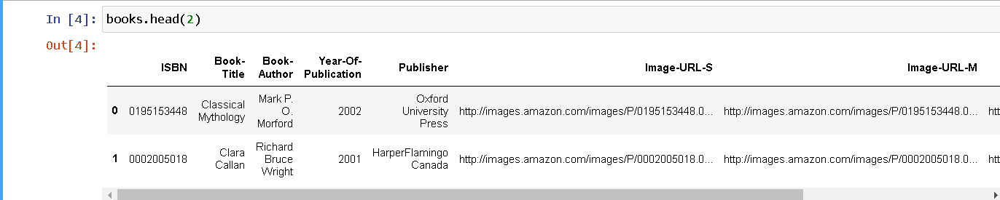 In [4]: books.head(2)
Out[4]:
ISBN Book-Title Book-Author Year-Of-Publication Publisher Image-URL-S Image-URL-M
0 0195153448 Classical Mythology Mark P. O. Morford 2002 Oxford University Press http://images.amazon.com/images/P/0195153448.0... http://images.amazon.com/images/P/0195153448.0... htt
1 0002005018 Clara Callan Richard Bruce Wright 2001 HarperFlamingo Canada http://images.amazon.com/images/P/0002005018.0... http://images.amazon.com/images/P/0002005018.0... htt